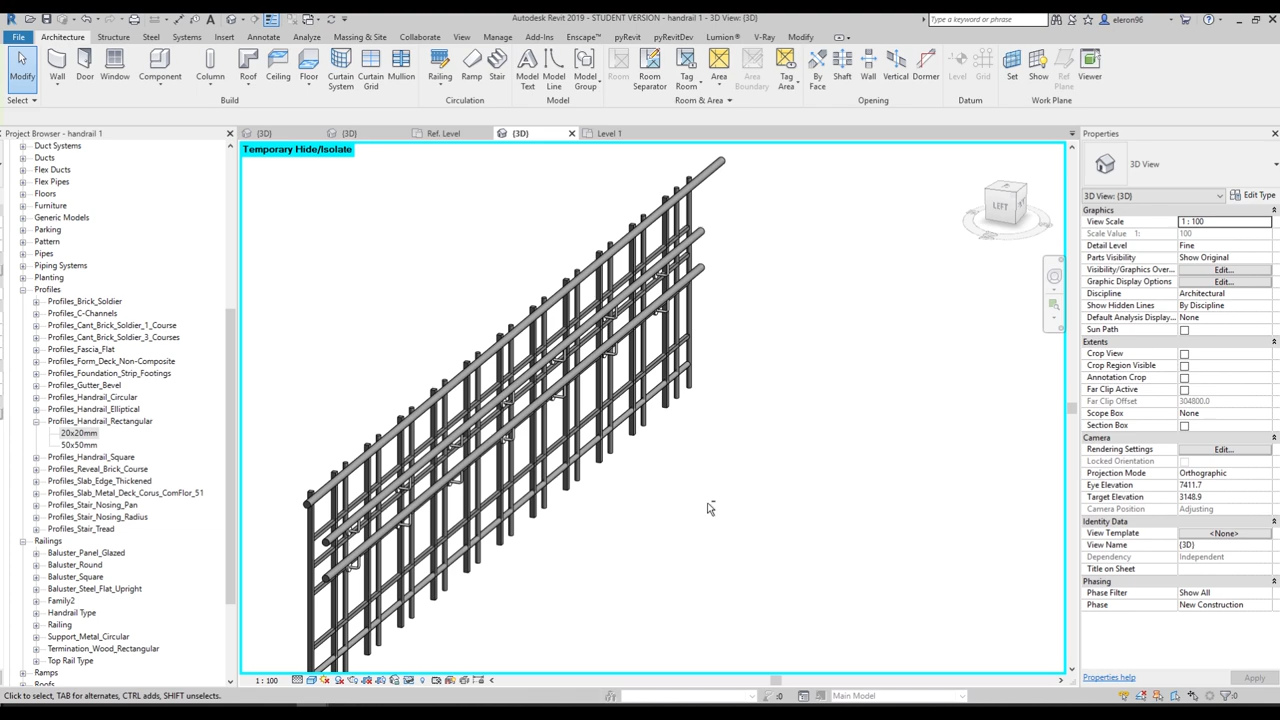 Autodesk Revit 2019 - STUDENT VERSION - handrail 1 - 3D View: {3D}
Type a keyword or phrase
eleron96
File Architecture Structure Steel Systems Insert Annotate Analyze Massing & Site Collaborate View Manage Add-Ins Enscape™ pyRevit pyRevitDev Lumion® V-Ray Modify
Modify Wall Door Window Component Column Roof Ceiling Floor Curtain System Curtain Grid Mullion Railing Ramp Stair Model Text Model Line Model Group Room Room Separator Tag Room Area Area Boundary Tag Area By Face Shaft Wall Vertical Dormer Level Grid Set Show Ref Plane Viewer
Select Build Circulation Model Room & Area Opening Datum Work Plane
Project Browser - handrail 1
{3D} {3D} Ref. Level {3D} Level 1
Properties
Duct Systems
Ducts
Flex Ducts
Flex Pipes
Floors
Furniture
Generic Models
Parking
Pattern
Pipes
Piping Systems
Planting
Profiles
Profiles_Brick_Soldier
Profiles_C-Channels
Profiles_Cant_Brick_Soldier_1_Course
Profiles_Cant_Brick_Soldier_3_Courses
Profiles_Fascia_Flat
Profiles_Form_Deck_Non-Composite
Profiles_Foundation_Strip_Footings
Profiles_Gutter_Bevel
Profiles_Handrail_Circular
Profiles_Handrail_Elliptical
Profiles_Handrail_Rectangular
20x20mm
50x50mm
Profiles_Handrail_Square
Profiles_Reveal_Brick_Course
Profiles_Slab_Edge_Thickened
Profiles_Slab_Metal_Deck_Corus_ComFlor_51
Profiles_Stair_Nosing_Pan
Profiles_Stair_Nosing_Radius
Profiles_Stair_Tread
Railings
Baluster_Panel_Glazed
Baluster_Round
Baluster_Square
Baluster_Steel_Flat_Upright
Family2
Handrail Type
Railing
Support_Metal_Circular
Termination_Wood_Rectangular
Top Rail Type
Ramps
Temporary Hide/Isolate
LEFT
3D View
3D View: {3D} Edit Type
Graphics
View Scale 1 : 100
Scale Value 1: 100
Detail Level Fine
Parts Visibility Show Original
Visibility/Graphics Over... Edit...
Graphic Display Options Edit...
Discipline Architectural
Show Hidden Lines By Discipline
Default Analysis Display... None
Sun Path
Extents
Crop View
Crop Region Visible
Annotation Crop
Far Clip Active
Far Clip Offset 304800.0
Scope Box None
Section Box
Camera
Rendering Settings Edit...
Locked Orientation
Projection Mode Orthographic
Eye Elevation 7411.7
Target Elevation 3148.9
Camera Position Adjusting
Identity Data
View Template <None>
View Name {3D}
Dependency Independent
Title on Sheet
Phasing
Phase Filter Show All
Phase New Construction
Properties help Apply
1 : 100
Click to select, TAB for alternates, CTRL adds, SHIFT unselects.
:0 Main Model :0